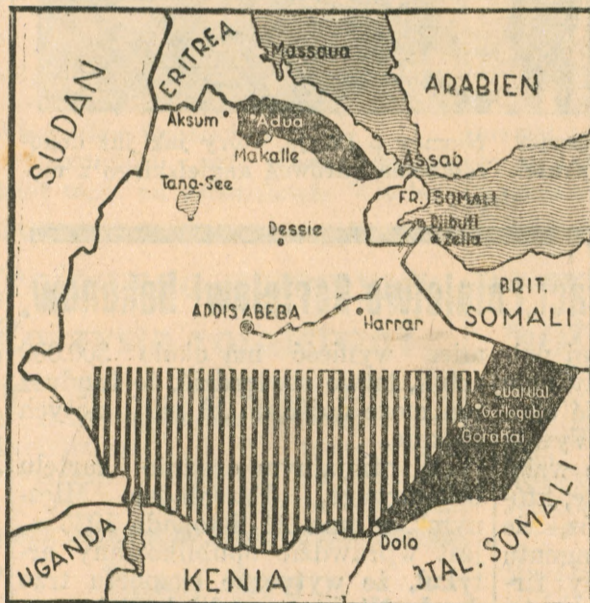 SUDAN
ERITREA
Massaua
ARABIEN
Aksum
Adua
Makalle
Assab
Tana-See
FR. SOMALI
Djibuti
Zeila
Dessie
BRIT.
SOMALI
ADDIS ABEBA
Harrar
Gerlogubi
Gorahai
Dolo
UGANDA
KENIA
JTAL. SOMALI